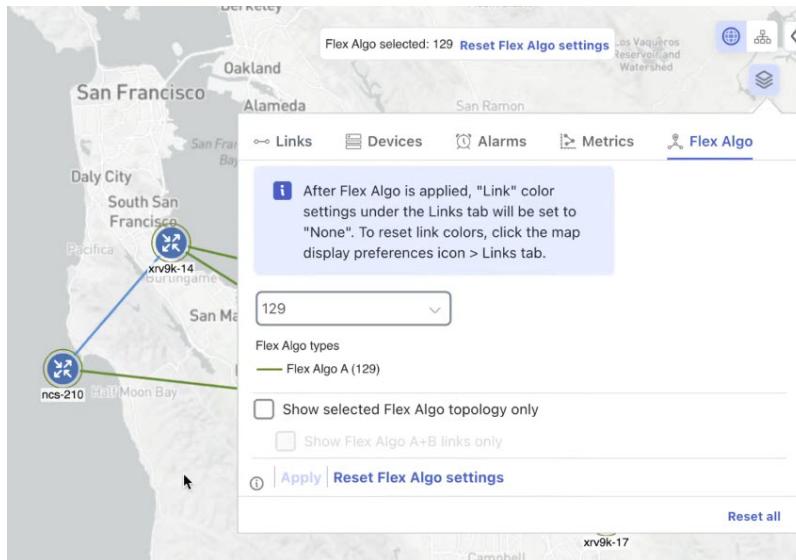 Berkeley
Flex Algo selected: 129 Reset Flex Algo settings
Los Vaqueros
Reservoir and
Watershed
Oakland
San Francisco
Alameda
San Ramon
San Fra
Bay
Links
Devices
Alarms
Metrics
Flex Algo
After Flex Algo is applied, "Link" color
settings under the Links tab will be set to
"None". To reset link colors, click the map
display preferences icon > Links tab.
Daly City
South San
Francisco
Pacifica
xrv9k-14
Burlingame
San Ma
129
Flex Algo types
Flex Algo A (129)
ncs-210
Half Moon Bay
Show selected Flex Algo topology only
Show Flex Algo A+B links only
Apply
Reset Flex Algo settings
Reset all
xrv9k-17
Campbell